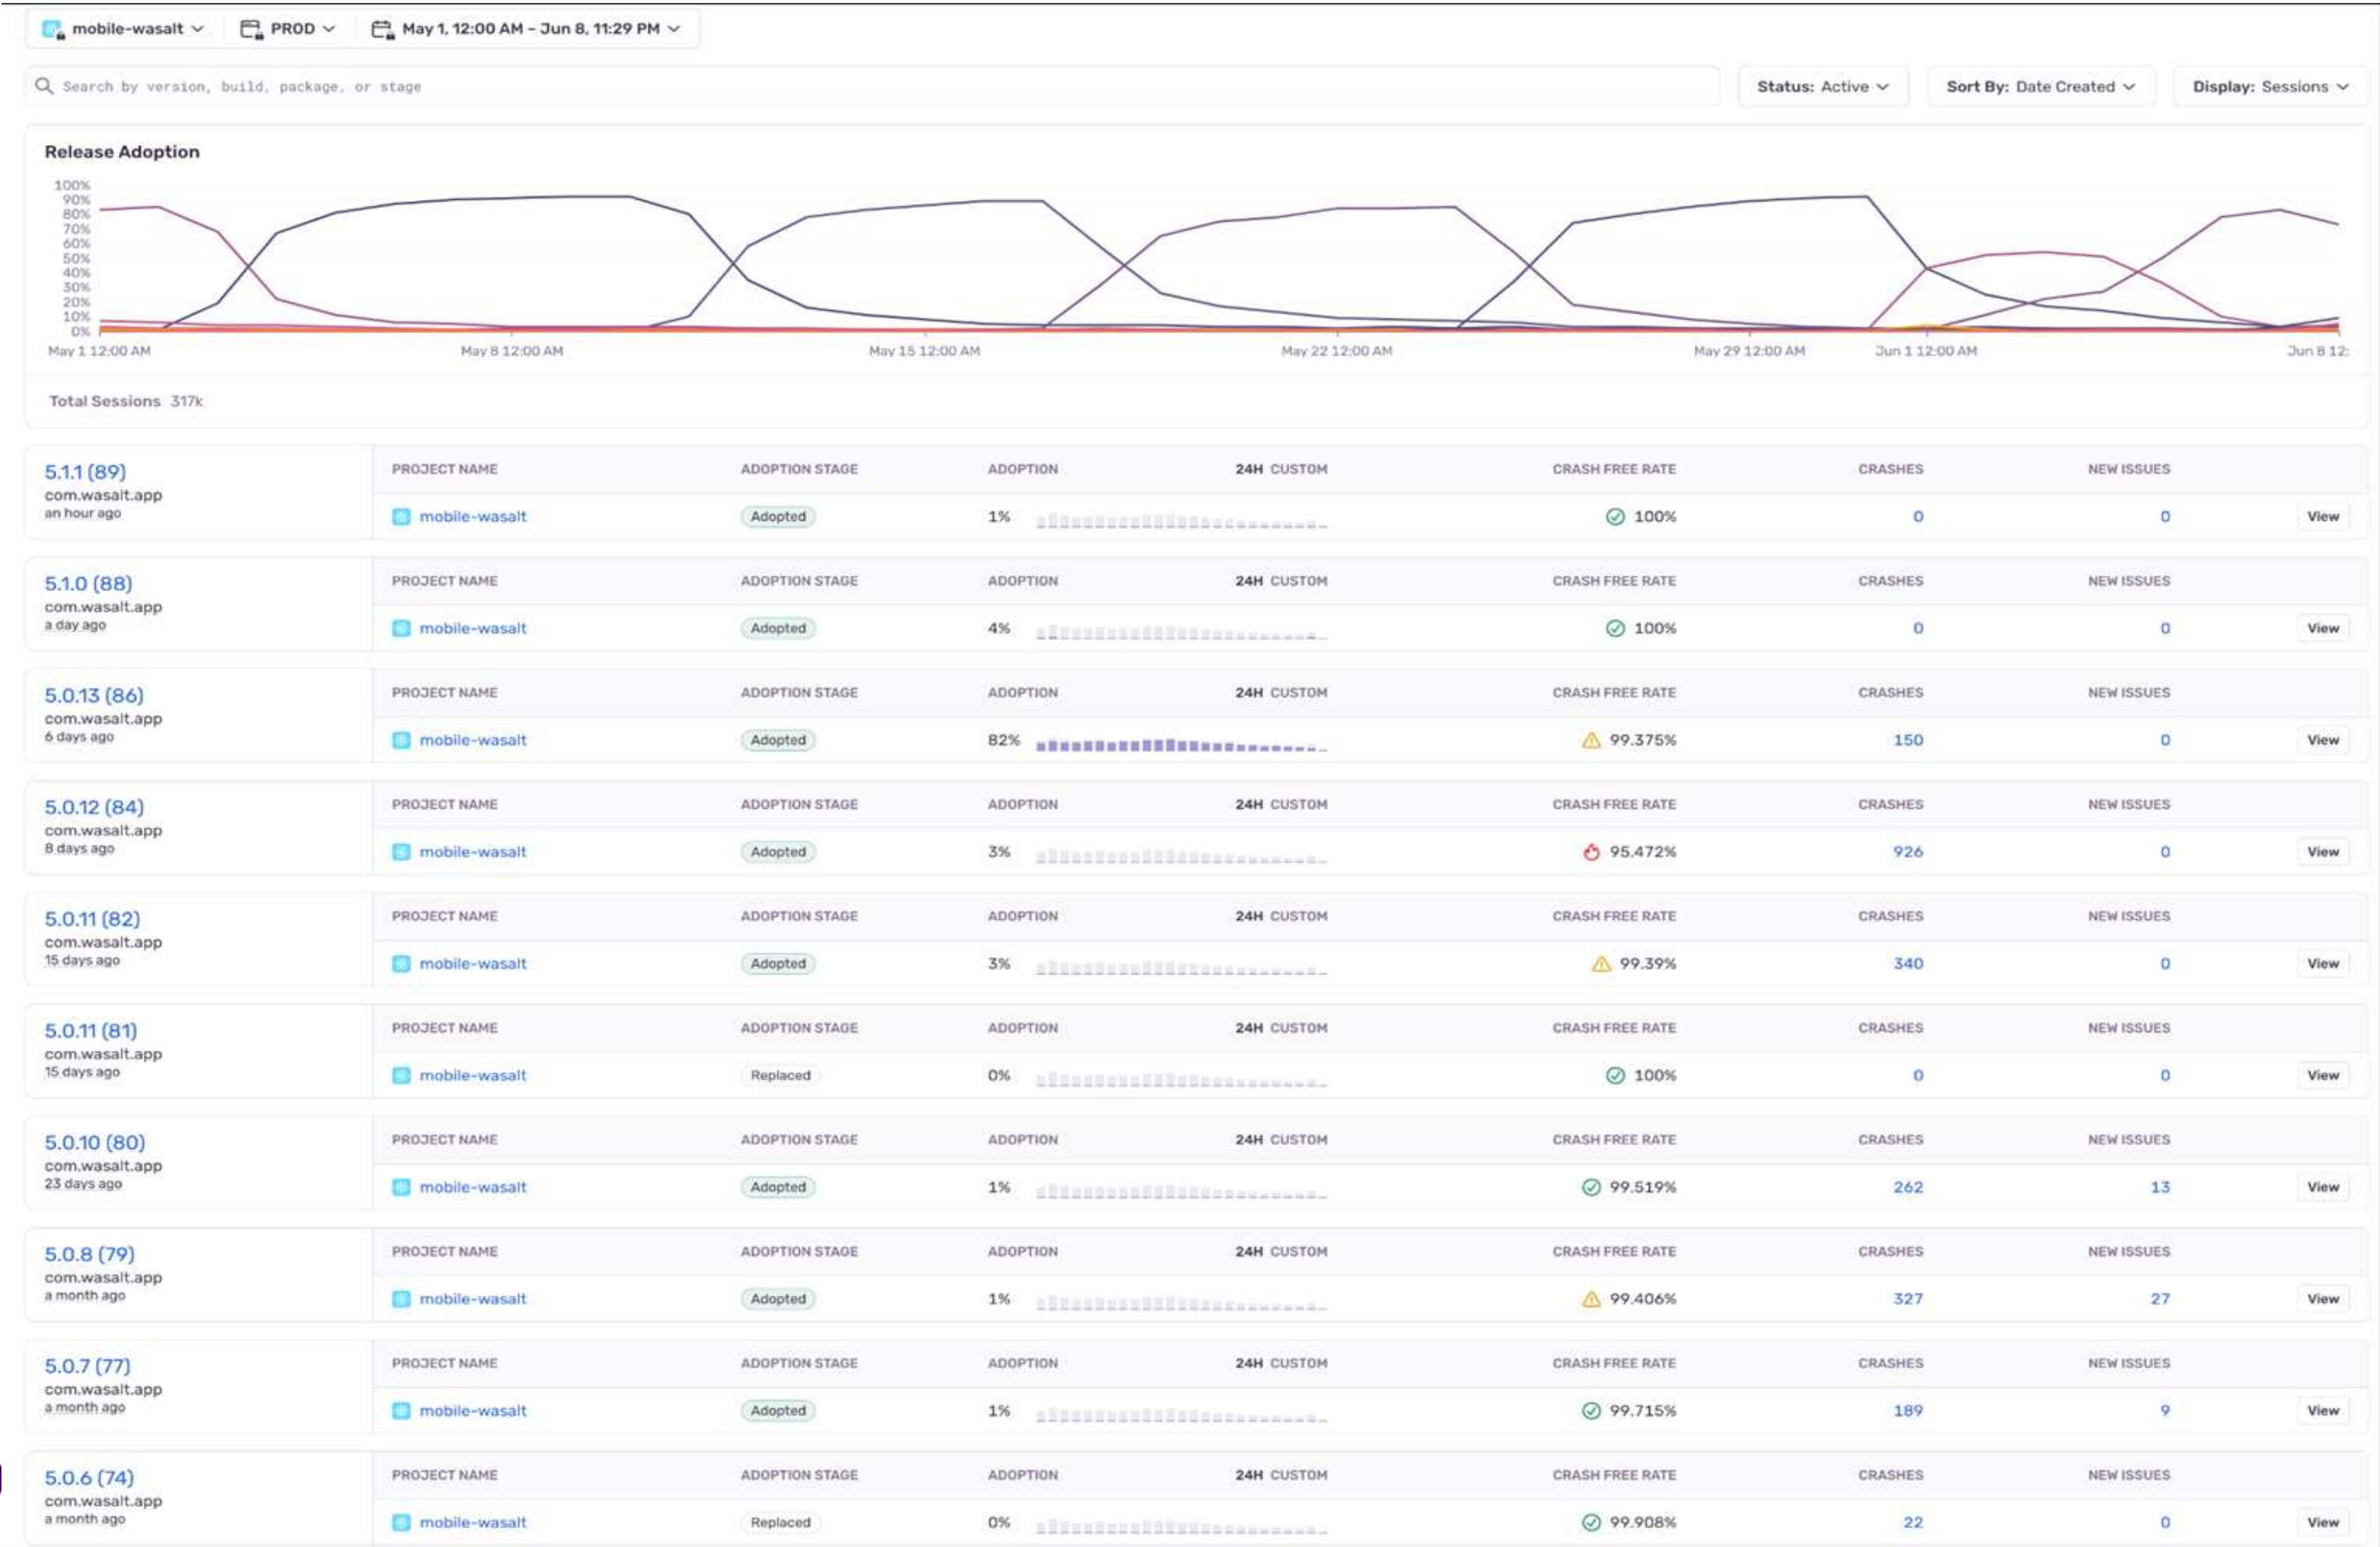 mobile-wasalt PROD May 1, 12:00 AM – Jun 8, 11:29 PM
Search by version, build, package, or stage Status: Active Sort By: Date Created Display: Sessions
Release Adoption
100%
90%
80%
70%
60%
50%
40%
30%
20%
10%
0%
May 1 12:00 AM May 8 12:00 AM May 15 12:00 AM May 22 12:00 AM May 29 12:00 AM Jun 1 12:00 AM Jun 8 12:
Total Sessions 317k
5.1.1 (89) PROJECT NAME ADOPTION STAGE ADOPTION 24H CUSTOM CRASH FREE RATE CRASHES NEW ISSUES
com.wasalt.app
an hour ago mobile-wasalt Adopted 1% 100% 0 0 View
5.1.0 (88) PROJECT NAME ADOPTION STAGE ADOPTION 24H CUSTOM CRASH FREE RATE CRASHES NEW ISSUES
com.wasalt.app
a day ago mobile-wasalt Adopted 4% 100% 0 0 View
5.0.13 (86) PROJECT NAME ADOPTION STAGE ADOPTION 24H CUSTOM CRASH FREE RATE CRASHES NEW ISSUES
com.wasalt.app
6 days ago mobile-wasalt Adopted 82% 99.375% 150 0 View
5.0.12 (84) PROJECT NAME ADOPTION STAGE ADOPTION 24H CUSTOM CRASH FREE RATE CRASHES NEW ISSUES
com.wasalt.app
8 days ago mobile-wasalt Adopted 3% 95.472% 926 0 View
5.0.11 (82) PROJECT NAME ADOPTION STAGE ADOPTION 24H CUSTOM CRASH FREE RATE CRASHES NEW ISSUES
com.wasalt.app
15 days ago mobile-wasalt Adopted 3% 99.39% 340 0 View
5.0.11 (81) PROJECT NAME ADOPTION STAGE ADOPTION 24H CUSTOM CRASH FREE RATE CRASHES NEW ISSUES
com.wasalt.app
15 days ago mobile-wasalt Replaced 0% 100% 0 0 View
5.0.10 (80) PROJECT NAME ADOPTION STAGE ADOPTION 24H CUSTOM CRASH FREE RATE CRASHES NEW ISSUES
com.wasalt.app
23 days ago mobile-wasalt Adopted 1% 99.519% 262 13 View
5.0.8 (79) PROJECT NAME ADOPTION STAGE ADOPTION 24H CUSTOM CRASH FREE RATE CRASHES NEW ISSUES
com.wasalt.app
a month ago mobile-wasalt Adopted 1% 99.406% 327 27 View
5.0.7 (77) PROJECT NAME ADOPTION STAGE ADOPTION 24H CUSTOM CRASH FREE RATE CRASHES NEW ISSUES
com.wasalt.app
a month ago mobile-wasalt Adopted 1% 99.715% 189 9 View
5.0.6 (74) PROJECT NAME ADOPTION STAGE ADOPTION 24H CUSTOM CRASH FREE RATE CRASHES NEW ISSUES
com.wasalt.app
a month ago mobile-wasalt Replaced 0% 99.908% 22 0 View